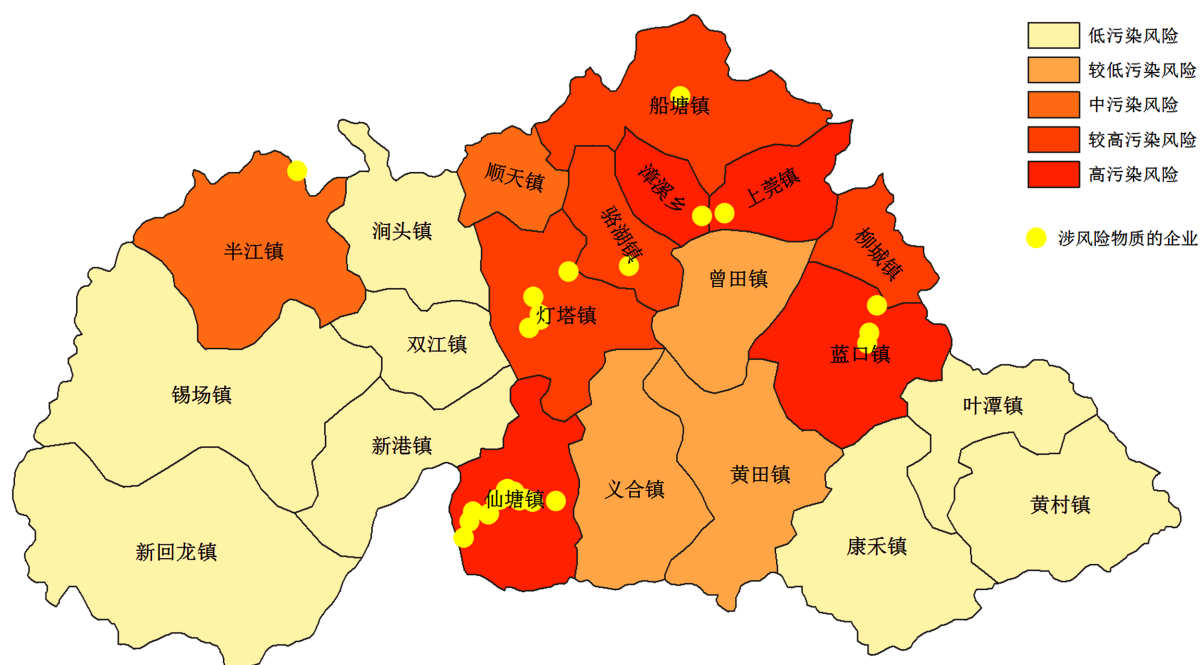 低污染风险
较低污染风险
中污染风险
较高污染风险
高污染风险
涉风险物质的企业
船塘镇
顺天镇
漳溪乡
上莞镇
骆湖镇
半江镇
涧头镇
柳城镇
曾田镇
灯塔镇
双江镇
蓝口镇
锡场镇
叶潭镇
新港镇
黄田镇
义合镇
仙塘镇
黄村镇
新回龙镇
康禾镇